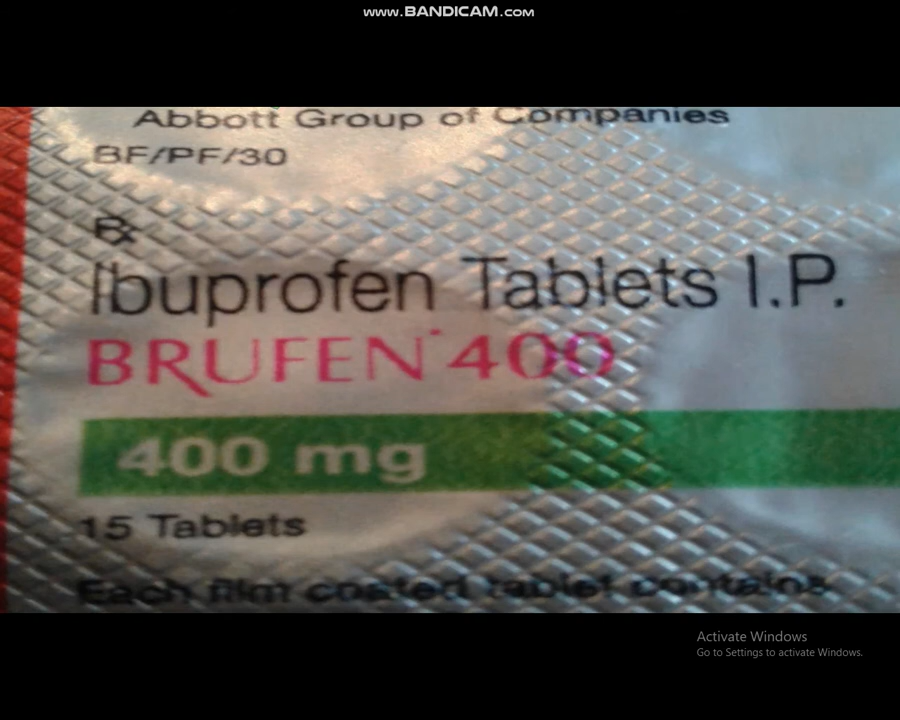 www.BANDICAM.com
Abbott Group of Companies
BF/PF/30
Rx
Ibuprofen Tablets I.P.
BRUFEN 400
400 mg
15 Tablets
Each film coated tablet contains
Activate Windows
Go to Settings to activate Windows.